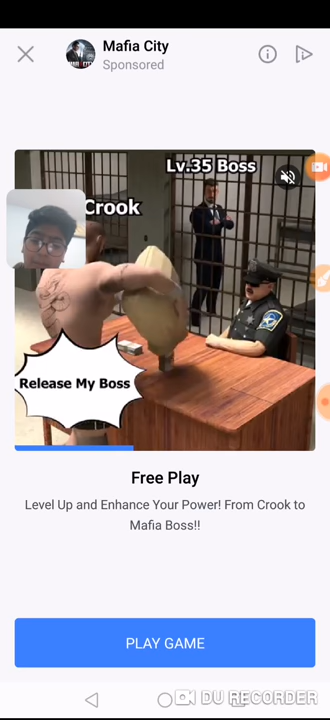 Mafia City
Sponsored
Lv.35 Boss
Crook
Release My Boss
Free Play
Level Up and Enhance Your Power! From Crook to
Mafia Boss!!
PLAY GAME
DU RECORDER